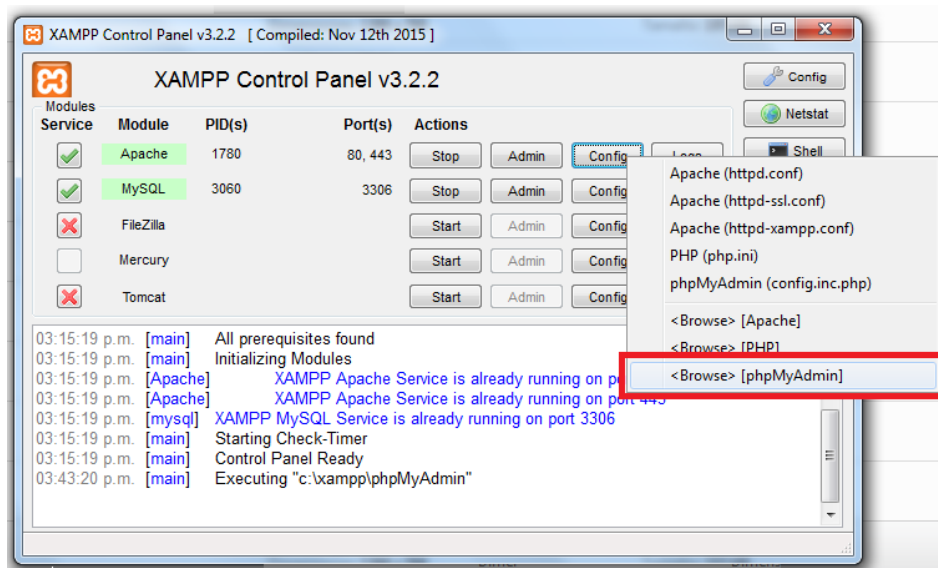 XAMPP Control Panel v3.2.2 [ Compiled: Nov 12th 2015 ]
XAMPP Control Panel v3.2.2
Config
Modules
Service Module PID(s) Port(s) Actions
Netstat
Apache 1780 80, 443 Stop Admin Config Logs
Shell
MySQL 3060 3306 Stop Admin Config
FileZilla Start Admin Config
Mercury Start Admin Config
Tomcat Start Admin Config
Apache (httpd.conf)
Apache (httpd-ssl.conf)
Apache (httpd-xampp.conf)
PHP (php.ini)
phpMyAdmin (config.inc.php)
<Browse> [Apache]
<Browse> [PHP]
<Browse> [phpMyAdmin]
03:15:19 p.m. [main] All prerequisites found
03:15:19 p.m. [main] Initializing Modules
03:15:19 p.m. [Apache] XAMPP Apache Service is already running on
03:15:19 p.m. [Apache] XAMPP Apache Service is already running on port 443
03:15:19 p.m. [mysql] XAMPP MySQL Service is already running on port 3306
03:15:19 p.m. [main] Starting Check-Timer
03:15:19 p.m. [main] Control Panel Ready
03:43:20 p.m. [main] Executing "c:\xampp\phpMyAdmin"